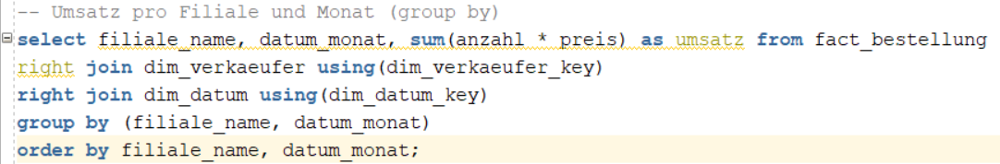 -- Umsatz pro Filiale und Monat (group by)
select filiale_name, datum_monat, sum(anzahl * preis) as umsatz from fact_bestellung
right join dim_verkaeufer using(dim_verkaeufer_key)
right join dim_datum using(dim_datum_key)
group by (filiale_name, datum_monat)
order by filiale_name, datum_monat;